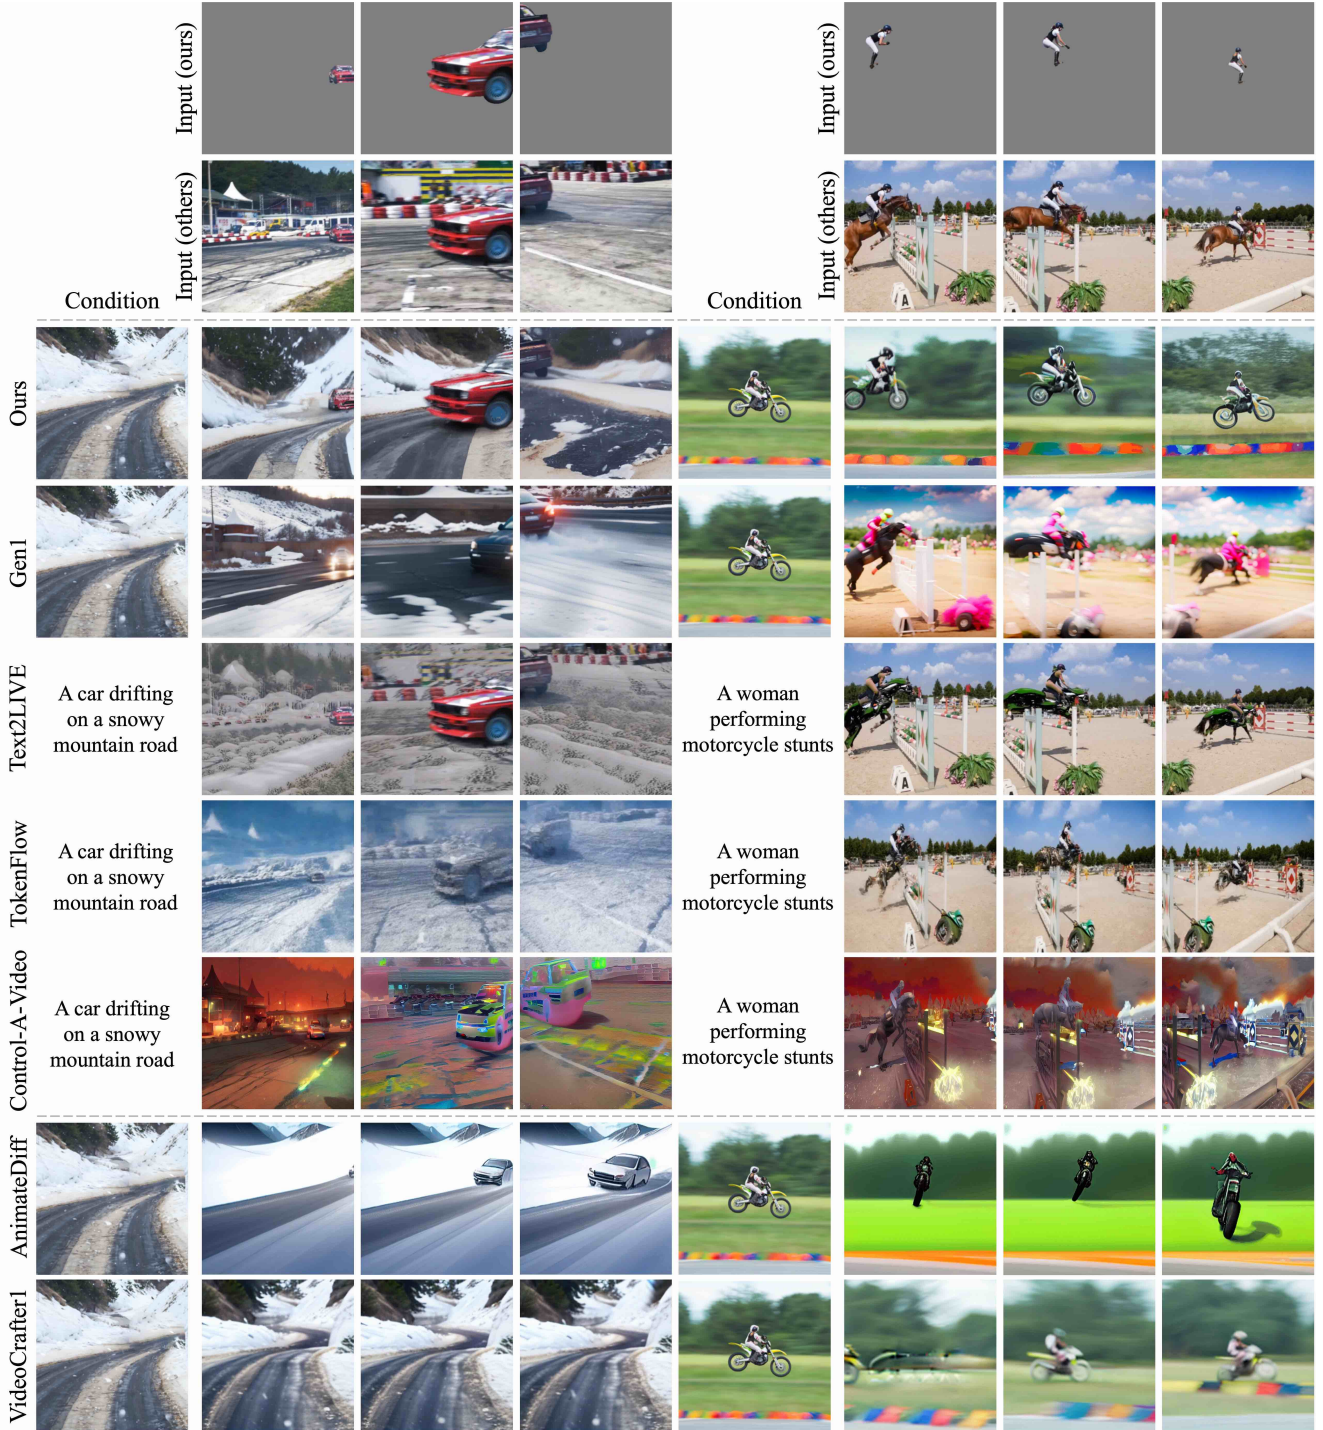 Input (ours)
Input (ours)
Input (others)
Input (others)
Condition
Condition
A
A
A
Ours
Gen1
Text2LIVE
A car drifting
on a snowy
mountain road
A woman
performing
motorcycle stunts
A
A
TokenFlow
A car drifting
on a snowy
mountain road
A woman
performing
motorcycle stunts
Control-A-Video
A car drifting
on a snowy
mountain road
A woman
performing
motorcycle stunts
AnimateDiff
VideoCrafter1